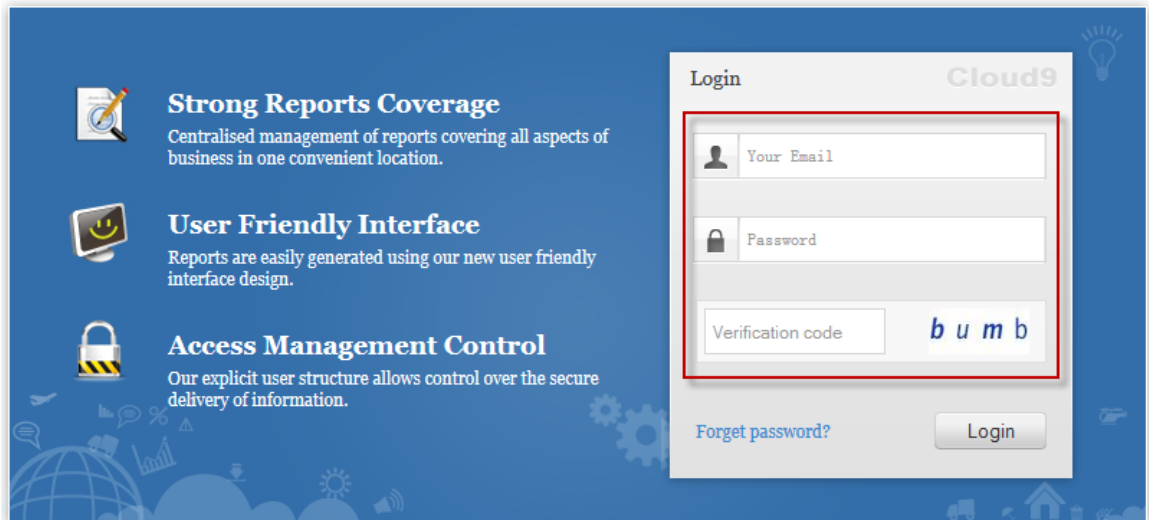 Strong Reports Coverage
Centralised management of reports covering all aspects of
business in one convenient location.
User Friendly Interface
Reports are easily generated using our new user friendly
interface design.
Access Management Control
Our explicit user structure allows control over the secure
delivery of information.
Login
Cloud9
Your Email
Password
Verification code
b u m b
Forget password?
Login